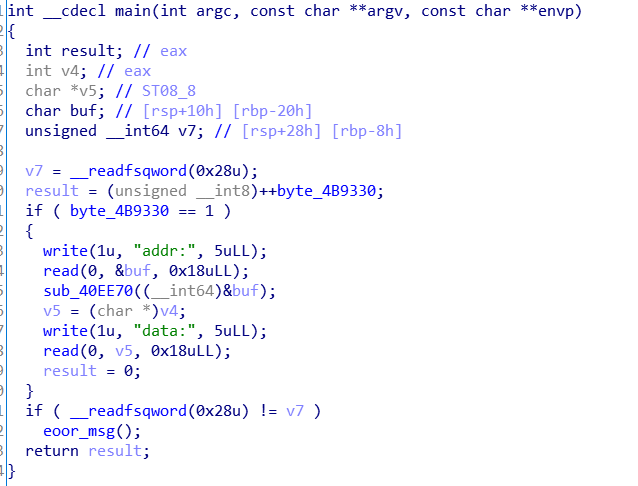 int __cdecl main(int argc, const char **argv, const char **envp)
{
int result; // eax
int v4; // eax
char *v5; // ST08_8
char buf; // [rsp+10h] [rbp-20h]
unsigned __int64 v7; // [rsp+28h] [rbp-8h]
v7 = __readfsqword(0x28u);
result = (unsigned __int8)++byte_4B9330;
if ( byte_4B9330 == 1 )
{
write(1u, "addr:", 5uLL);
read(0, &buf, 0x18uLL);
sub_40EE70((__int64)&buf);
v5 = (char *)v4;
write(1u, "data:", 5uLL);
read(0, v5, 0x18uLL);
result = 0;
}
if ( __readfsqword(0x28u) != v7 )
eoor_msg();
return result;
}